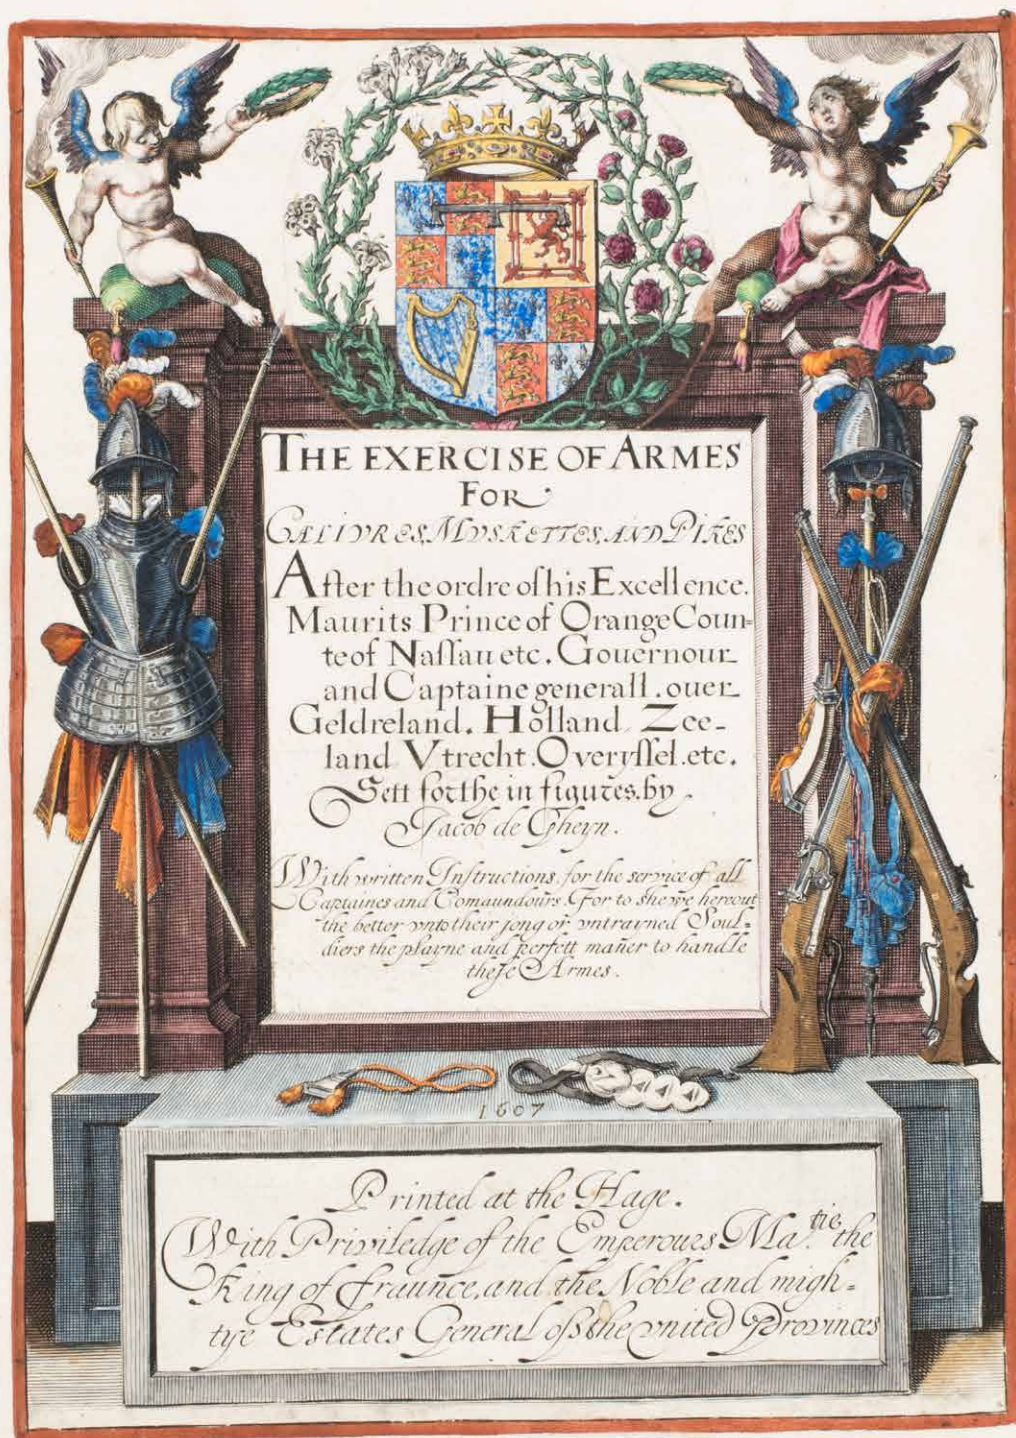 THE EXERCISE OF ARMES
FOR
CALIVRES, MVSKETTES, AND PIKES
After the ordre of his Excellence.
Maurits Prince of Orange Coun=
te of Nassau etc. Gouernour
and Captaine generall. ouer
Geldreland. Holland Zee-
land Vtrecht. Overyssel. etc.
Sett forthe in figures. by
Jacob de Gheyn.
With written Instructions. for the service of all
Captaines and Comaundours. For to shewe hereout
the better vnto their jong or vntrayned Soul-
diers the playne and perfett mañer to handle
these Armes.
1607
Printed at the Hage.
With Priviledge of the Emperours Ma.tie, the
King of fraunce, and the Noble and migh=
tye Estates General of the vnited Provinces